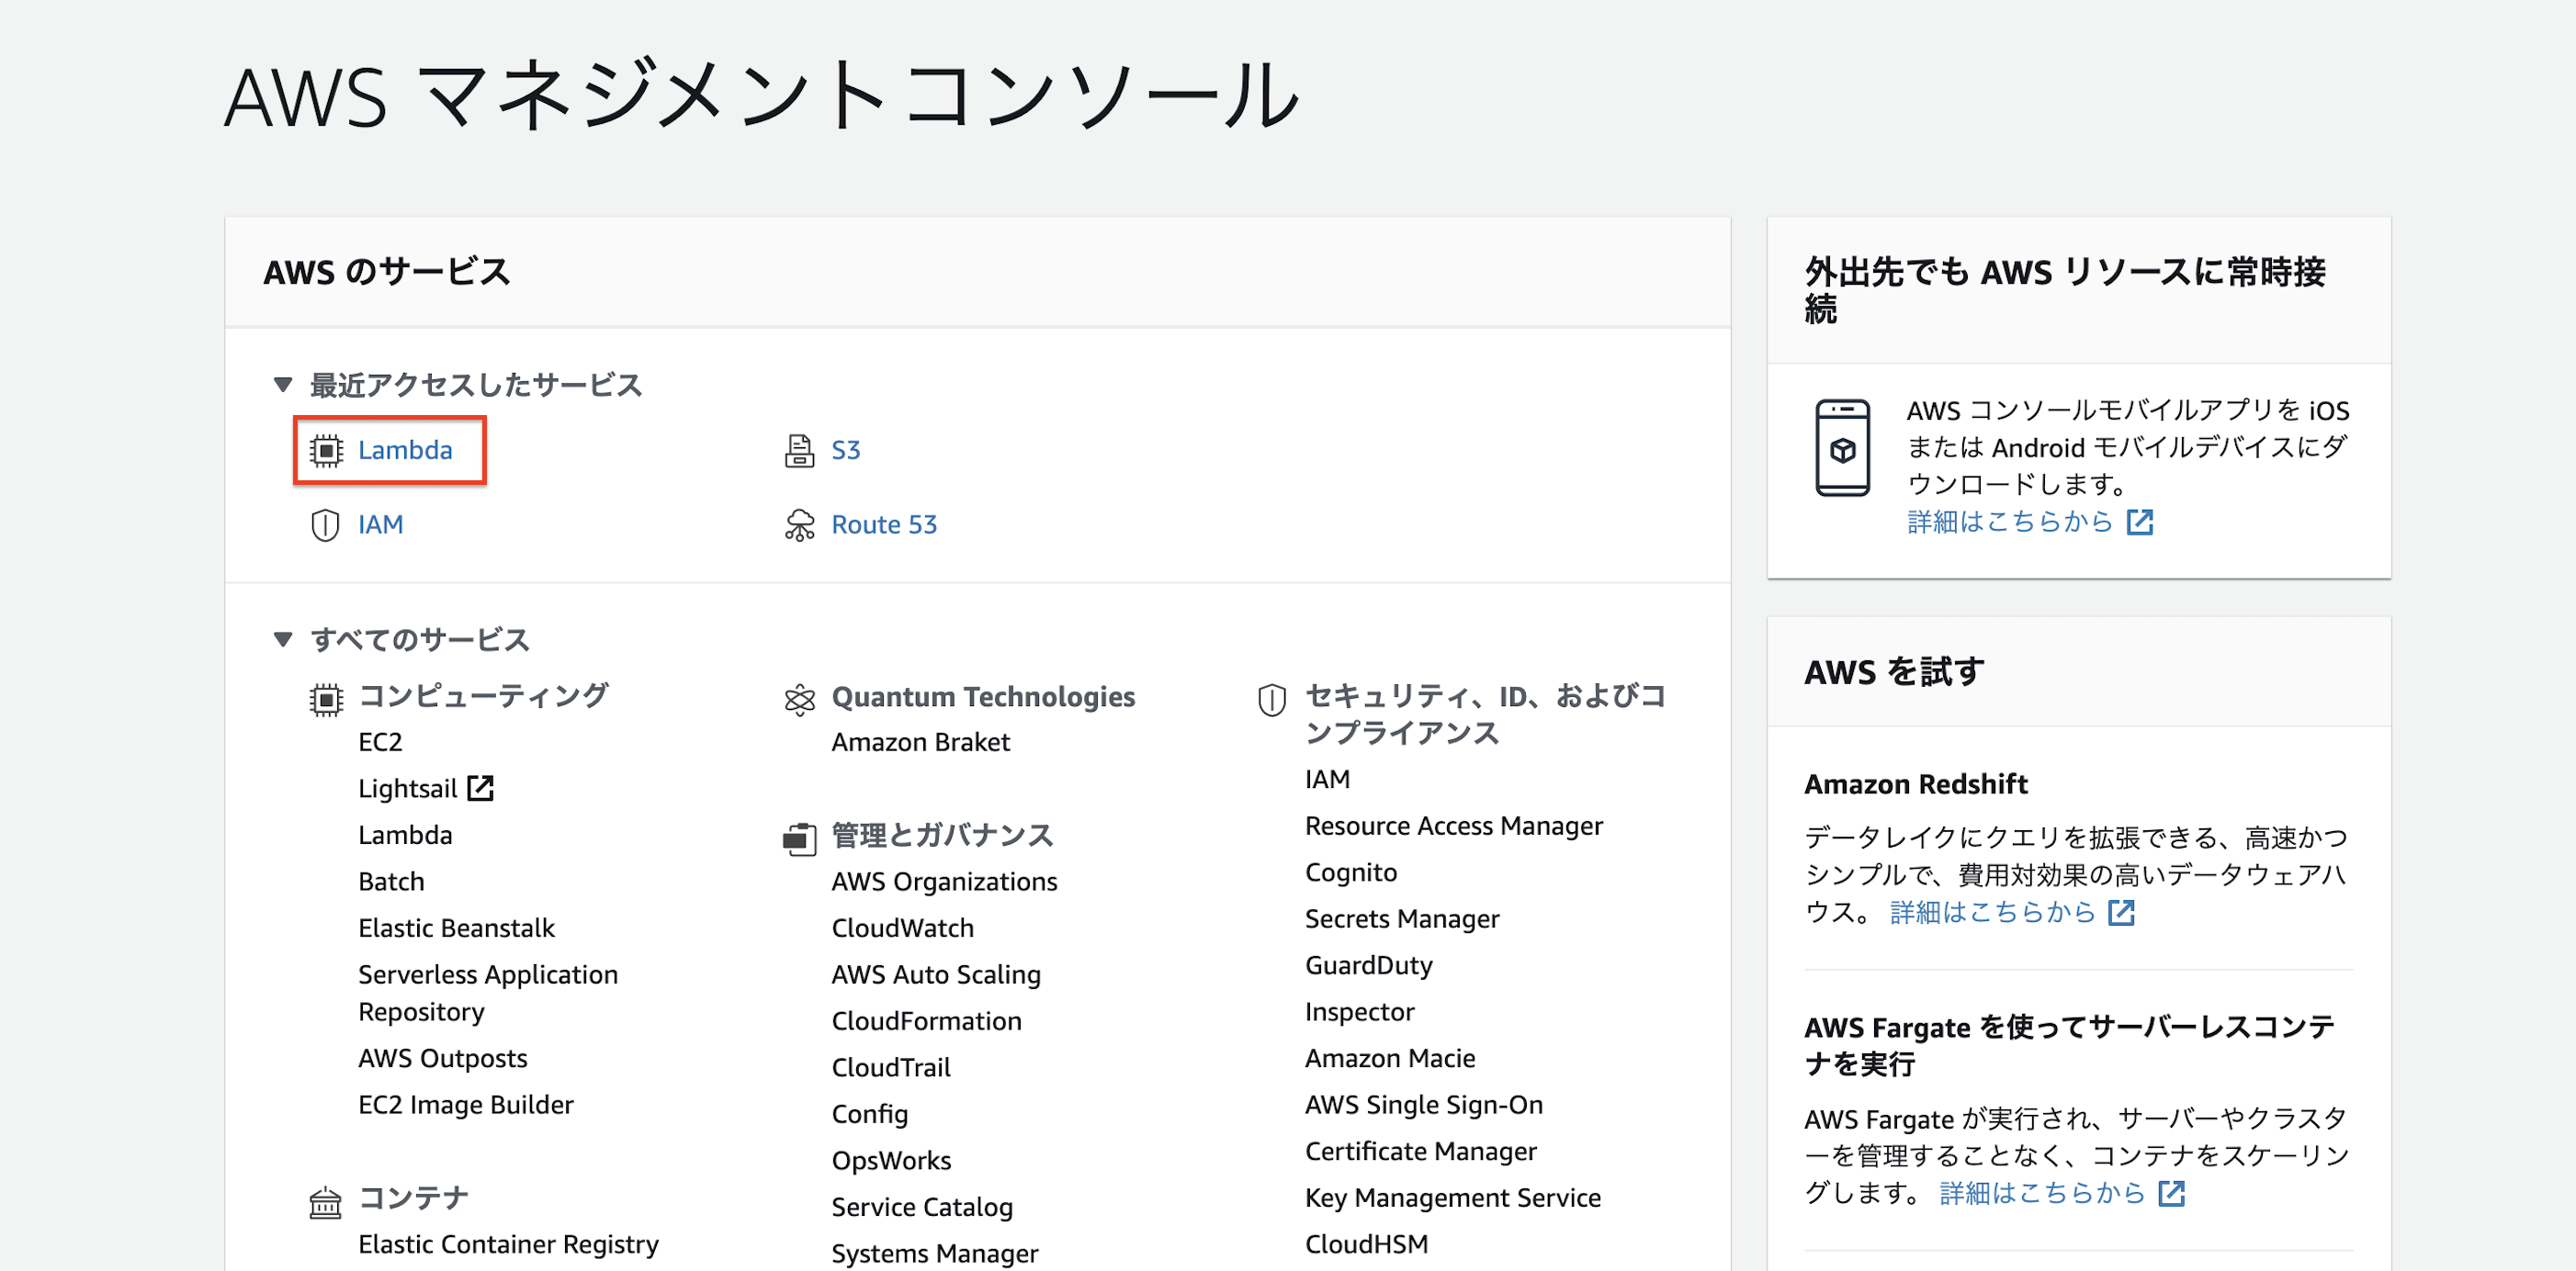 AWS マネジメントコンソール
AWS のサービス
最近アクセスしたサービス
Lambda
S3
IAM
Route 53
すべてのサービス
コンピューティング
EC2
Lightsail
Lambda
Batch
Elastic Beanstalk
Serverless Application
Repository
AWS Outposts
EC2 Image Builder
コンテナ
Elastic Container Registry
Quantum Technologies
Amazon Braket
管理とガバナンス
AWS Organizations
CloudWatch
AWS Auto Scaling
CloudFormation
CloudTrail
Config
OpsWorks
Service Catalog
Systems Manager
セキュリティ、ID、およびコ
ンプライアンス
IAM
Resource Access Manager
Cognito
Secrets Manager
GuardDuty
Inspector
Amazon Macie
AWS Single Sign-On
Certificate Manager
Key Management Service
CloudHSM
外出先でも AWS リソースに常時接
続
AWS コンソールモバイルアプリを iOS
または Android モバイルデバイスにダ
ウンロードします。
詳細はこちらから
AWS を試す
Amazon Redshift
データレイクにクエリを拡張できる、高速かつ
シンプルで、費用対効果の高いデータウェアハ
ウス。 詳細はこちらから
AWS Fargate を使ってサーバーレスコンテ
ナを実行
AWS Fargate が実行され、サーバーやクラスタ
ーを管理することなく、コンテナをスケーリン
グします。 詳細はこちらから